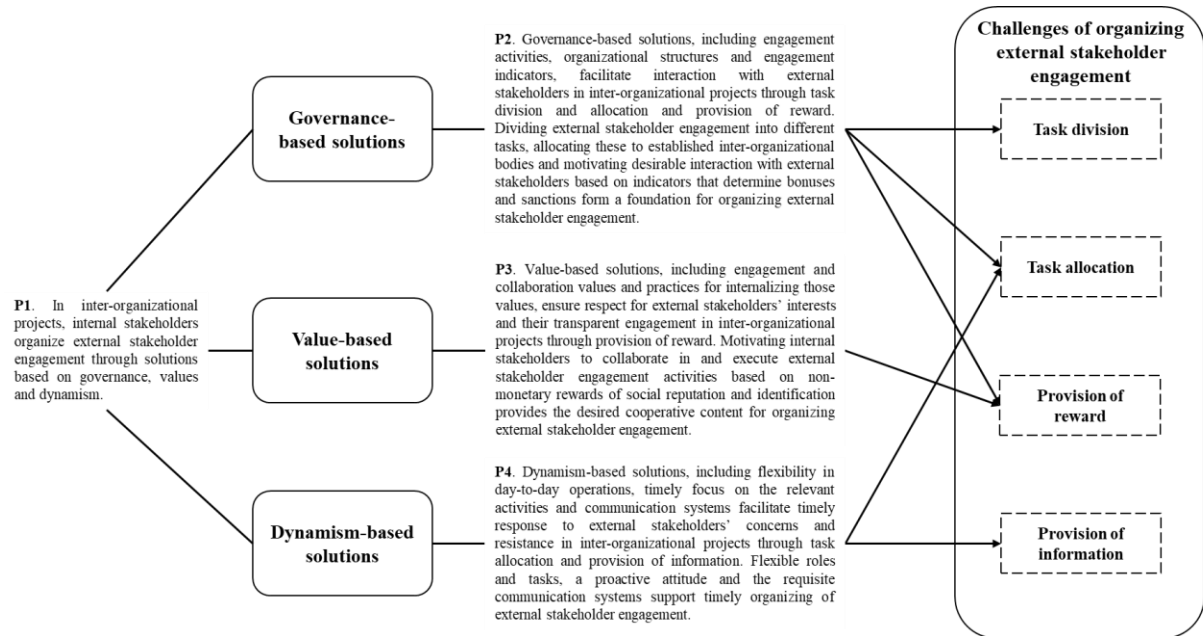 P1. In inter-organizational
projects, internal stakeholders
organize external stakeholder
engagement through solutions
based on governance, values
and dynamism.
Governance-
based solutions
Value-based
solutions
Dynamism-based
solutions
P2. Governance-based solutions, including engagement
activities, organizational structures and engagement
indicators, facilitate interaction with external
stakeholders in inter-organizational projects through task
division and allocation and provision of reward.
Dividing external stakeholder engagement into different
tasks, allocating these to established inter-organizational
bodies and motivating desirable interaction with external
stakeholders based on indicators that determine bonuses
and sanctions form a foundation for organizing external
stakeholder engagement.
P3. Value-based solutions, including engagement and
collaboration values and practices for internalizing those
values, ensure respect for external stakeholders’ interests
and their transparent engagement in inter-organizational
projects through provision of reward. Motivating internal
stakeholders to collaborate in and execute external
stakeholder engagement activities based on non-
monetary rewards of social reputation and identification
provides the desired cooperative content for organizing
external stakeholder engagement.
P4. Dynamism-based solutions, including flexibility in
day-to-day operations, timely focus on the relevant
activities and communication systems facilitate timely
response to external stakeholders’ concerns and
resistance in inter-organizational projects through task
allocation and provision of information. Flexible roles
and tasks, a proactive attitude and the requisite
communication systems support timely organizing of
external stakeholder engagement.
Challenges of organizing
external stakeholder
engagement
Task division
Task allocation
Provision of
reward
Provision of
information